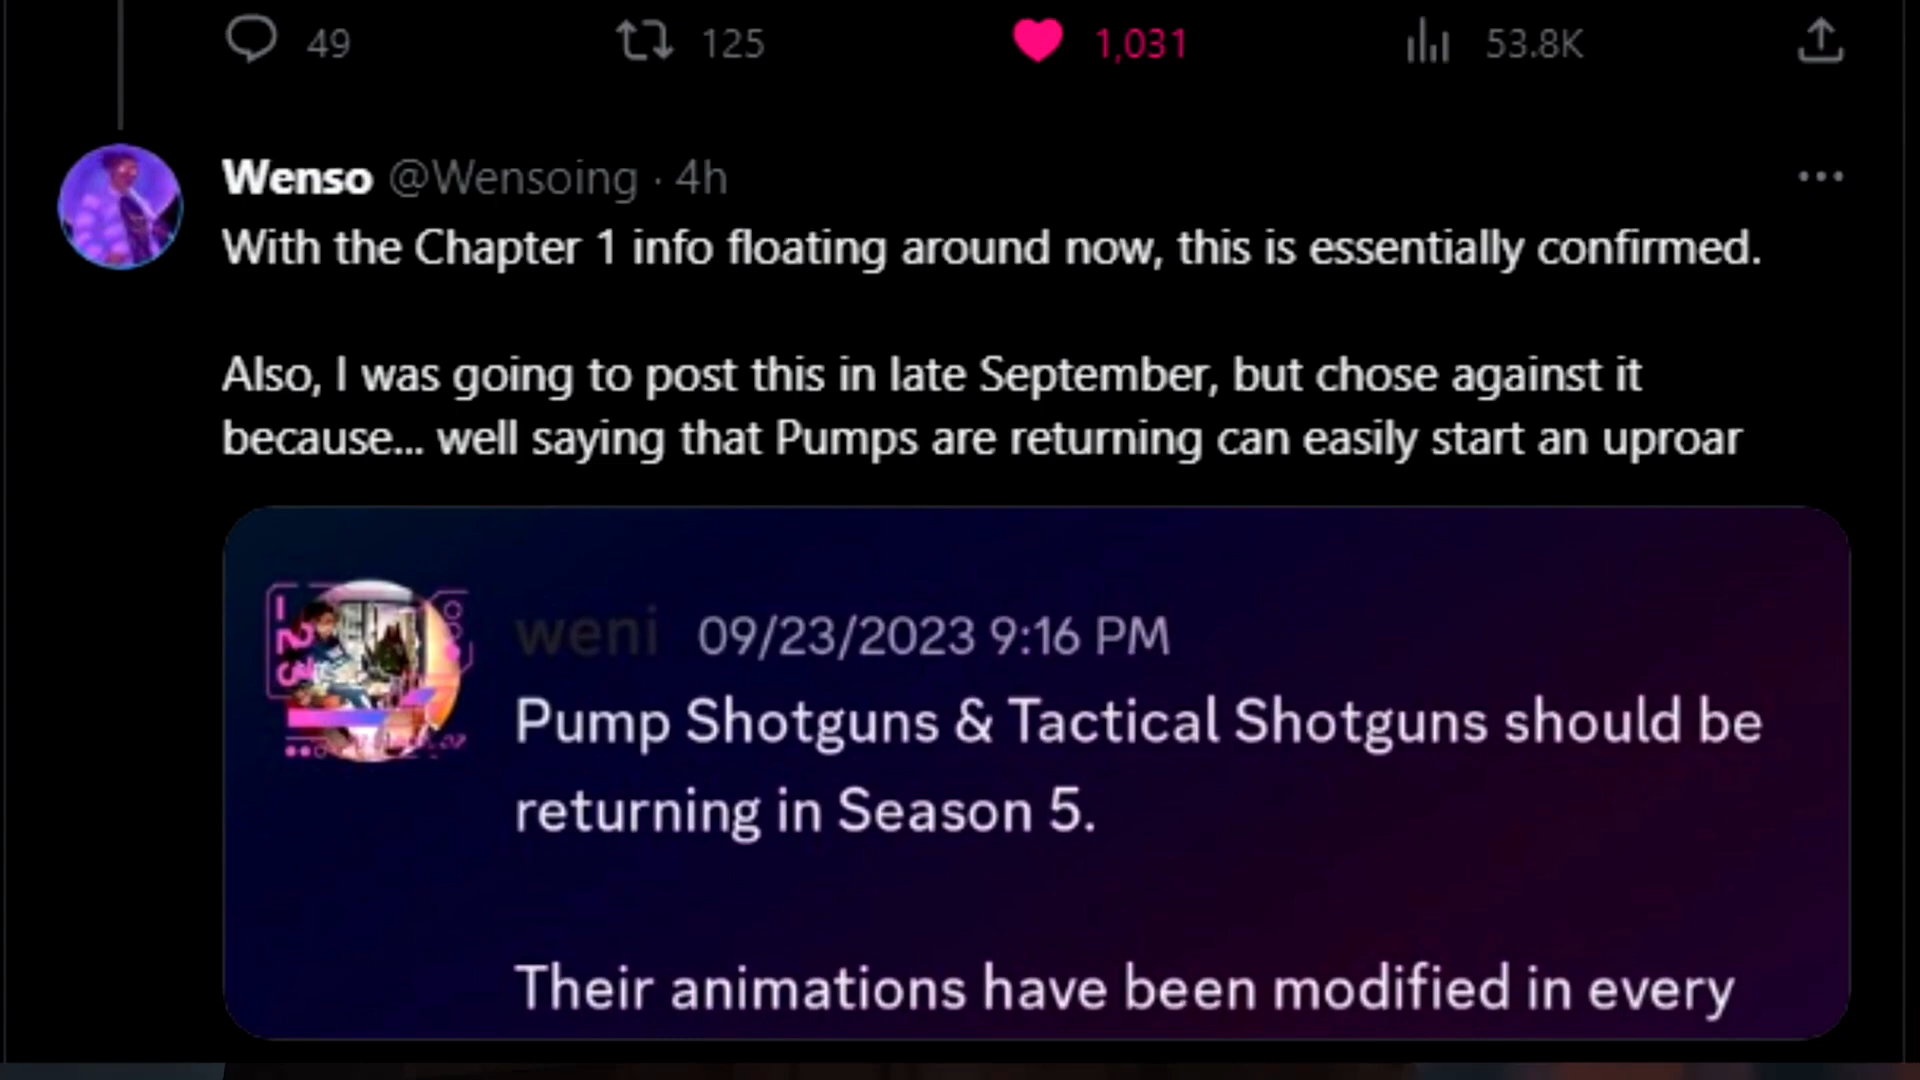 49 125 1,031 53.8K
Wenso @Wensoing · 4h
With the Chapter 1 info floating around now, this is essentially confirmed.
Also, I was going to post this in late September, but chose against it
because... well saying that Pumps are returning can easily start an uproar
weni 09/23/2023 9:16 PM
Pump Shotguns & Tactical Shotguns should be
returning in Season 5.
Their animations have been modified in every